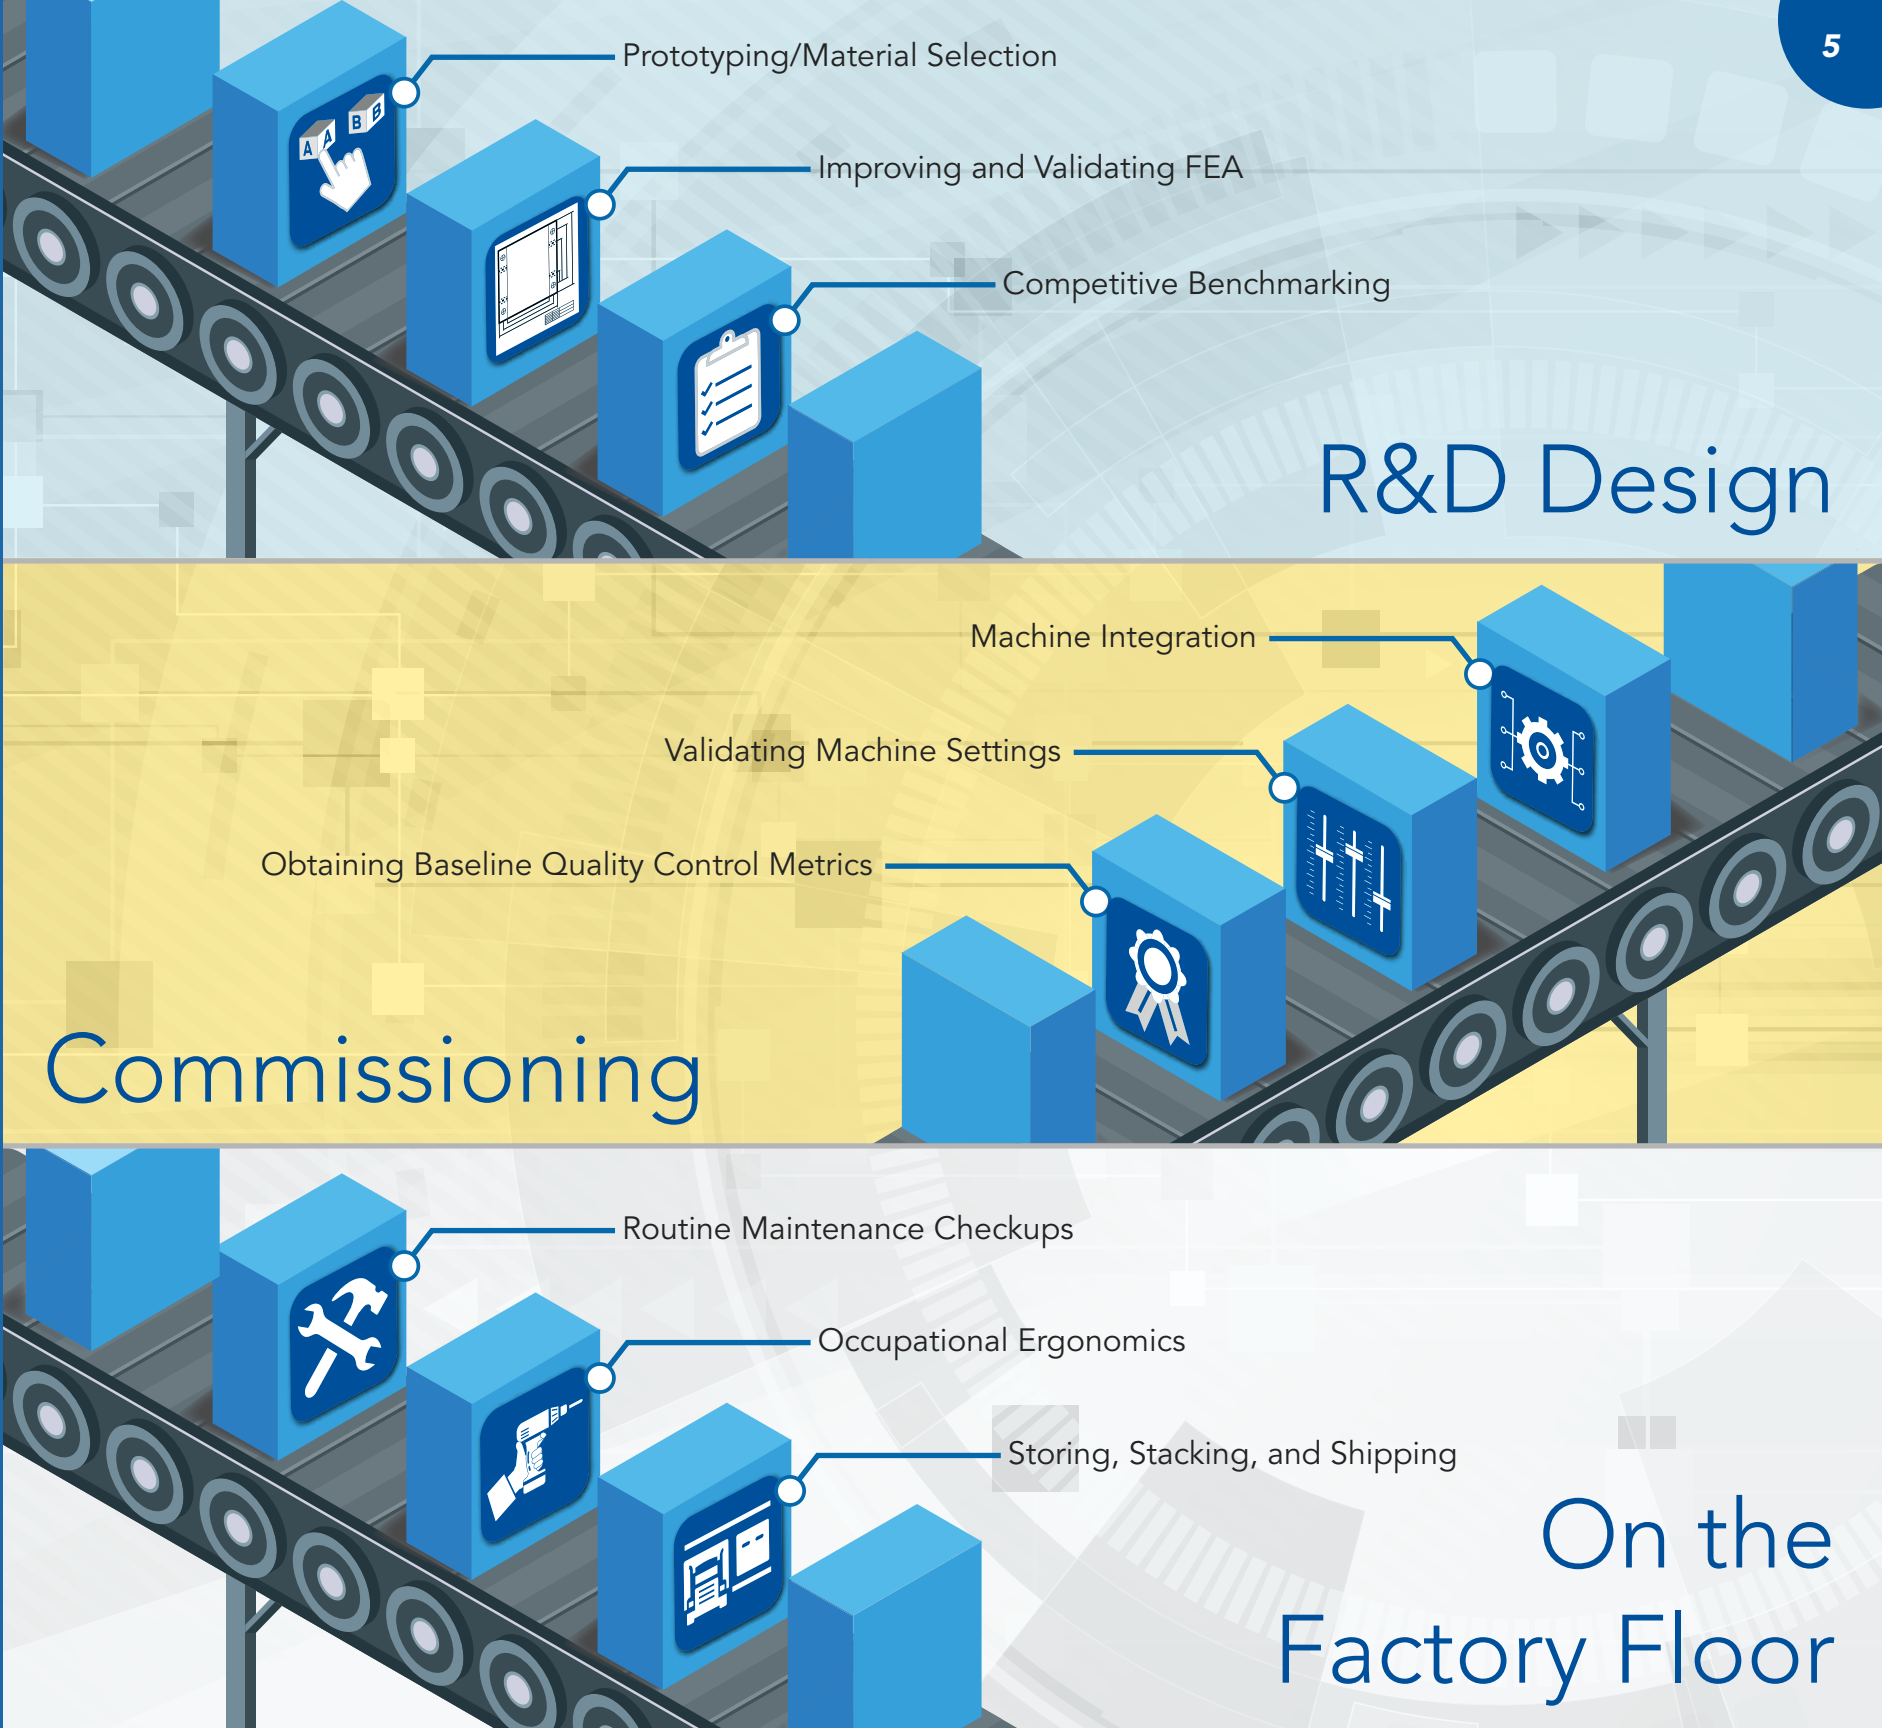 5
Prototyping/Material Selection
A A B B
Improving and Validating FEA
Competitive Benchmarking
R&D Design
Machine Integration
Validating Machine Settings
Obtaining Baseline Quality Control Metrics
Commissioning
Routine Maintenance Checkups
Occupational Ergonomics
Storing, Stacking, and Shipping
On the
Factory Floor